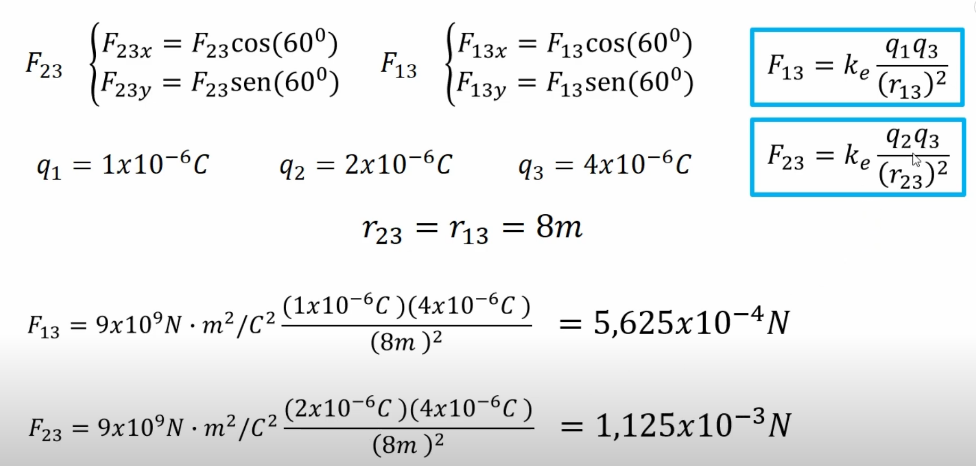 F₂₃ { F₂₃ₓ = F₂₃cos(60⁰)
F₂₃y = F₂₃sen(60⁰)
F₁₃ { F₁₃ₓ = F₁₃cos(60⁰)
F₁₃y = F₁₃sen(60⁰)
F₁₃ = kₑ q₁q₃/(r₁₃)²
F₂₃ = kₑ q₂q₃/(r₂₃)²
q₁ = 1x10⁻⁶C q₂ = 2x10⁻⁶C q₃ = 4x10⁻⁶C
r₂₃ = r₁₃ = 8m
F₁₃ = 9x10⁹N · m²/C² (1x10⁻⁶C )(4x10⁻⁶C )/(8m )² = 5,625x10⁻⁴N
F₂₃ = 9x10⁹N · m²/C² (2x10⁻⁶C )(4x10⁻⁶C )/(8m )² = 1,125x10⁻³N